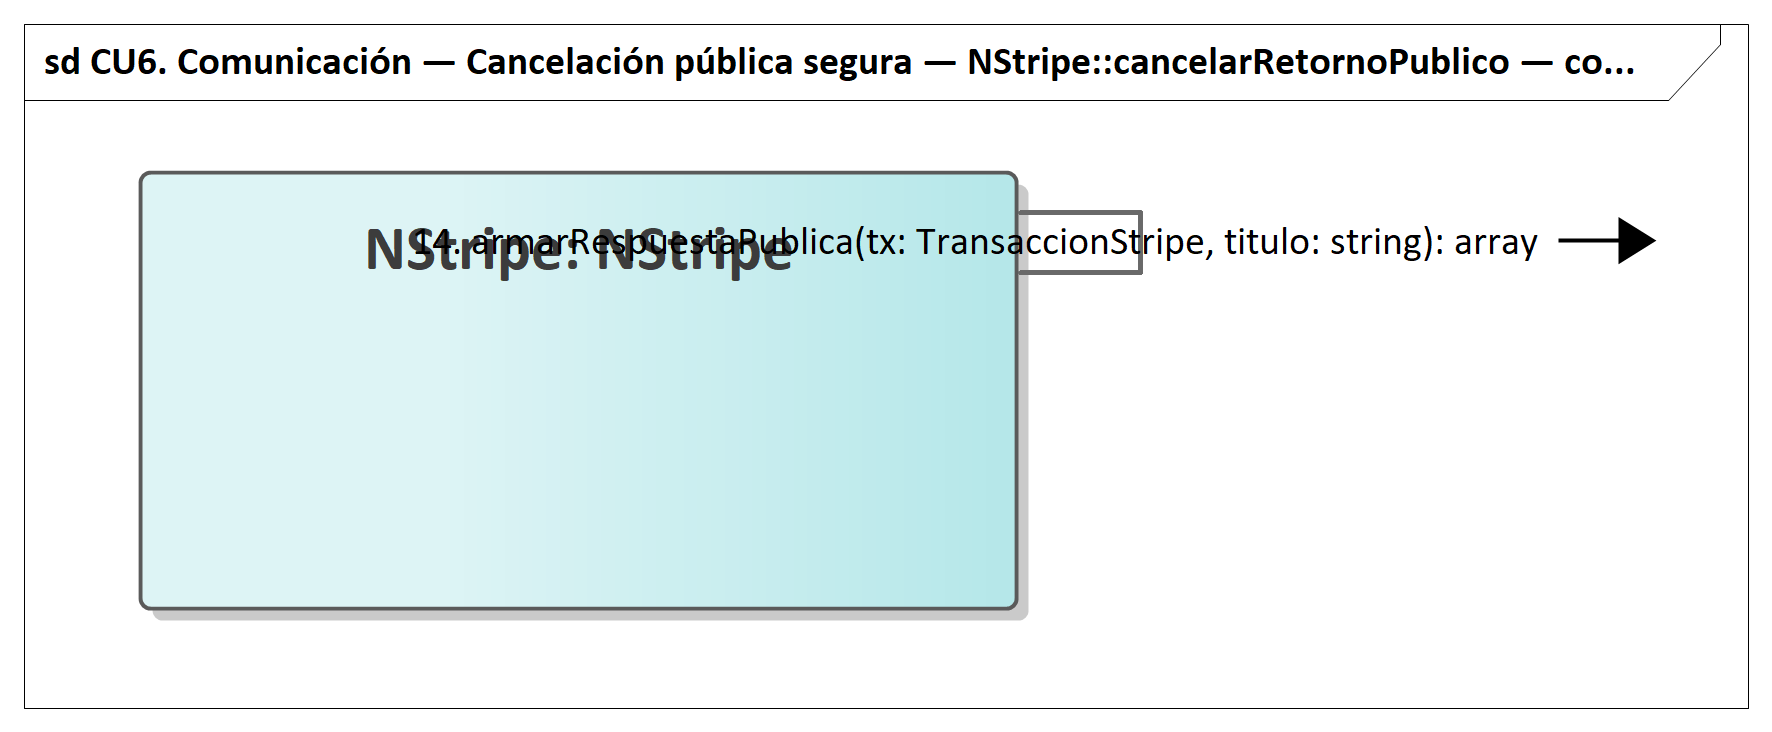 sd CU6. Comunicación — Cancelación pública segura — NStripe::cancelarRetornoPublico — co...
NStripe: NStripe
14. armarRespuestaPublica(tx: TransaccionStripe, titulo: string): array